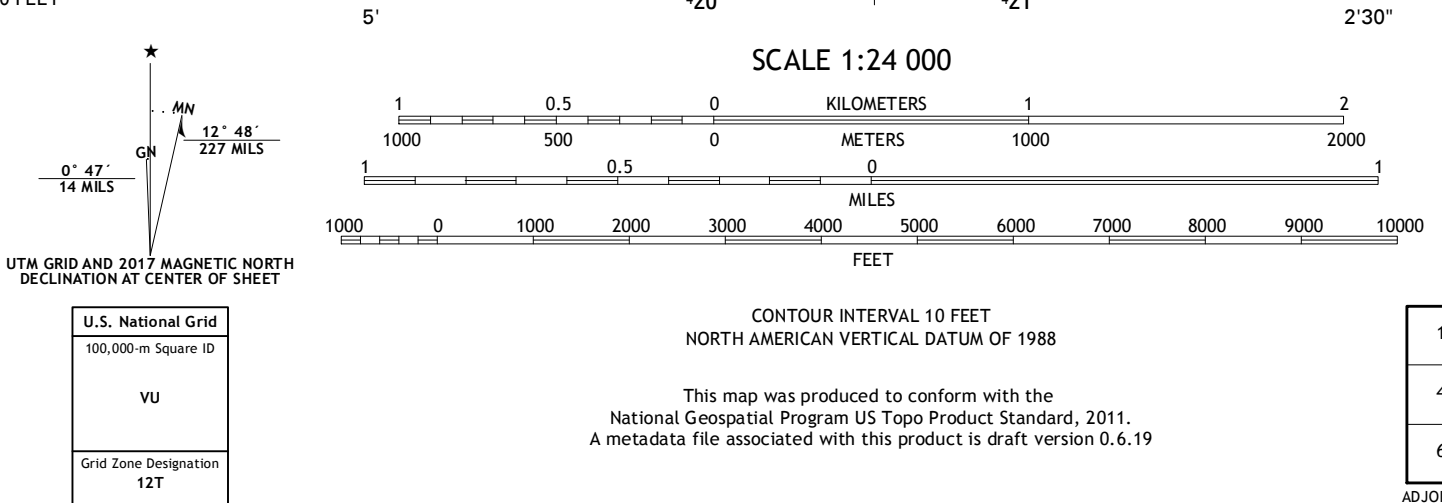 5'
2'30"
SCALE 1:24 000
MN
GN
12° 48´
227 MILS
0° 47´
14 MILS
UTM GRID AND 2017 MAGNETIC NORTH
DECLINATION AT CENTER OF SHEET
1 0.5 0 KILOMETERS 1 2
1000 500 0 METERS 1000 2000
1 0.5 0 1
MILES
1000 0 1000 2000 3000 4000 5000 6000 7000 8000 9000 10000
FEET
U.S. National Grid
100,000-m Square ID
VU
Grid Zone Designation
12T
CONTOUR INTERVAL 10 FEET
NORTH AMERICAN VERTICAL DATUM OF 1988
This map was produced to conform with the
National Geospatial Program US Topo Product Standard, 2011.
A metadata file associated with this product is draft version 0.6.19